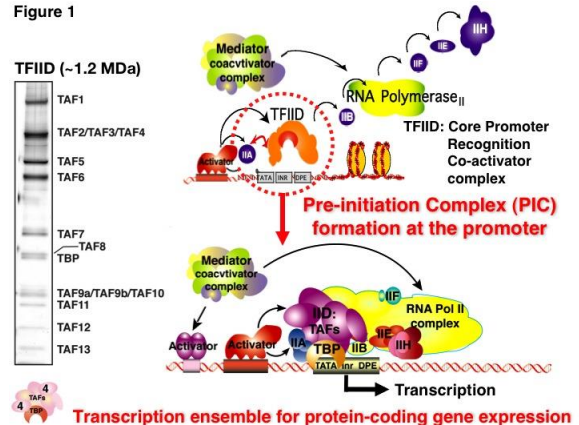 Figure 1
TFIID (~1.2 MDa)
TAF1
TAF2/TAF3/TAF4
TAF5
TAF6
TAF7
TAF8
TBP
TAF9a/TAF9b/TAF10
TAF11
TAF12
TAF13
4
4
TAFs
TBP
Mediator
coacvtivator
complex
IIH
IIE
IIF
RNA Polymerase II
IIB
TFIID
IIA
Activator
TATA INR DPE
TFIID: Core Promoter
Recognition
Co-activator
complex
Pre-initiation Complex (PIC)
formation at the promoter
Mediator
coacvtivator
complex
Activator
Activator
IID:
TAFs
IIA
TBP
IIB
IIF
RNA Pol II
complex
IIE
IIH
TATA inr DPE
Transcription
Transcription ensemble for protein-coding gene expression